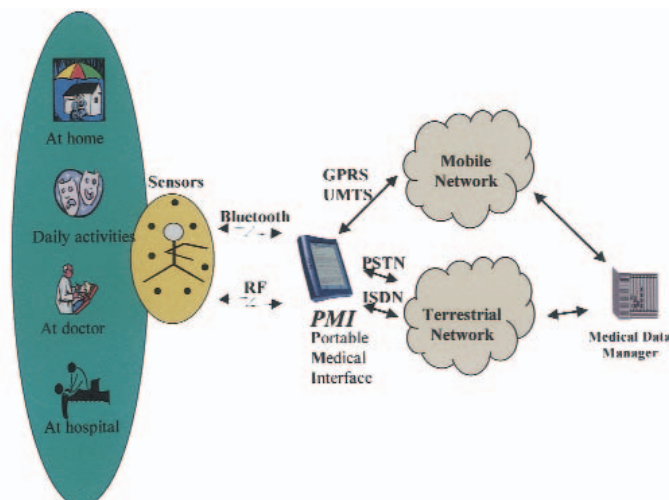 At home
Daily activities
At doctor
At hospital
Sensors
Bluetooth
RF
PMI
Portable
Medical
Interface
GPRS
UMTS
PSTN
ISDN
Mobile
Network
Terrestrial
Network
Medical Data
Manager